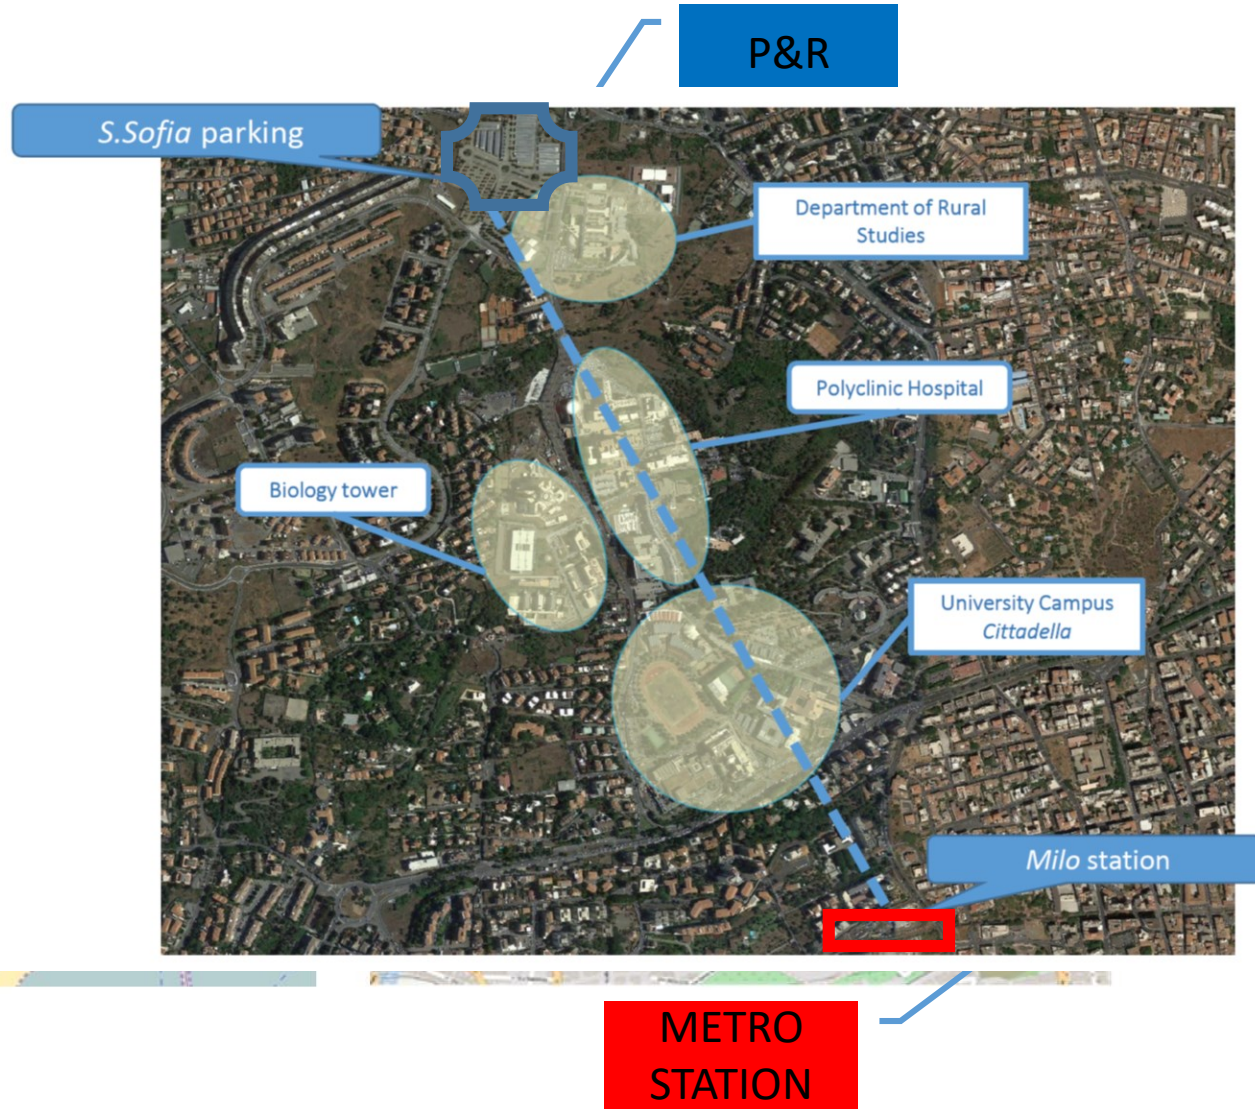 P&R
S.Sofia parking
Department of Rural
Studies
Polyclinic Hospital
Biology tower
University Campus
Cittadella
Milo station
METRO
STATION